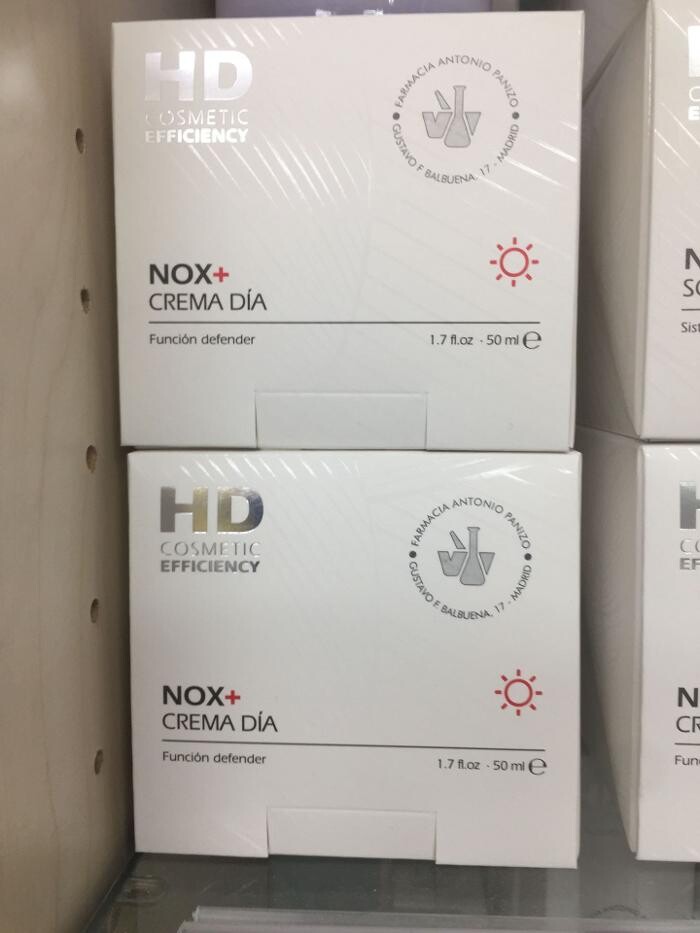 HD
COSMETIC
EFFICIENCY
FARMACIA ANTONIO PANIZO
GUSTAVO F BALBUENA, 17 - MADRID
NOX+
CREMA DÍA
Función defender
1.7 fl.oz · 50 ml ℮
HD
COSMETIC
EFFICIENCY
FARMACIA ANTONIO PANIZO
GUSTAVO F. BALBUENA, 17 - MADRID
NOX+
CREMA DÍA
Función defender
1.7 fl.oz · 50 ml ℮